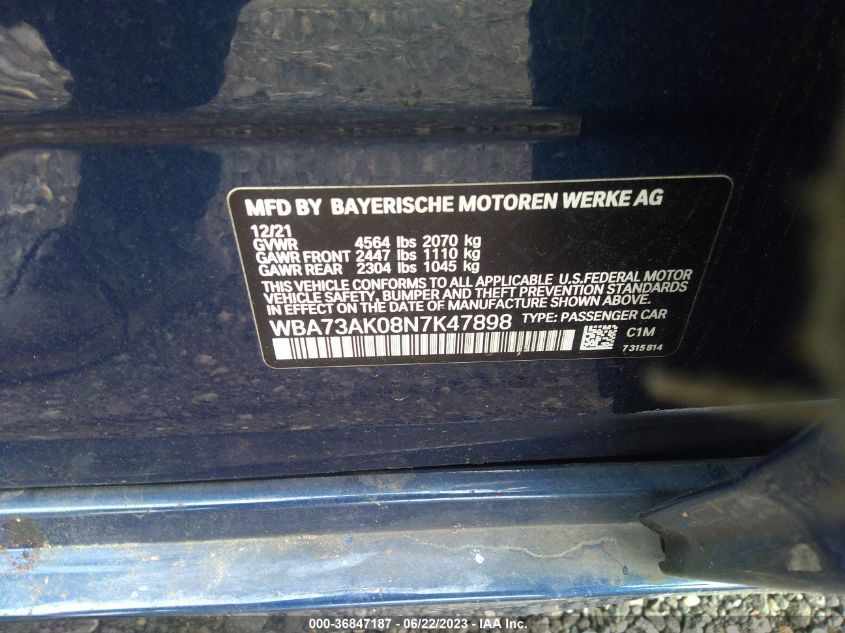 MFD BY BAYERISCHE MOTOREN WERKE AG
12/21
GVWR 4564 lbs 2070 kg
GAWR FRONT 2447 lbs 1110 kg
GAWR REAR 2304 lbs 1045 kg
THIS VEHICLE CONFORMS TO ALL APPLICABLE U.S.FEDERAL MOTOR
VEHICLE SAFETY, BUMPER AND THEFT PREVENTION STANDARDS
IN EFFECT ON THE DATE OF MANUFACTURE SHOWN ABOVE.
WBA73AK08N7K47898 TYPE: PASSENGER CAR
C1M
7315814
000-36847187 - 06/22/2023 - IAA Inc.